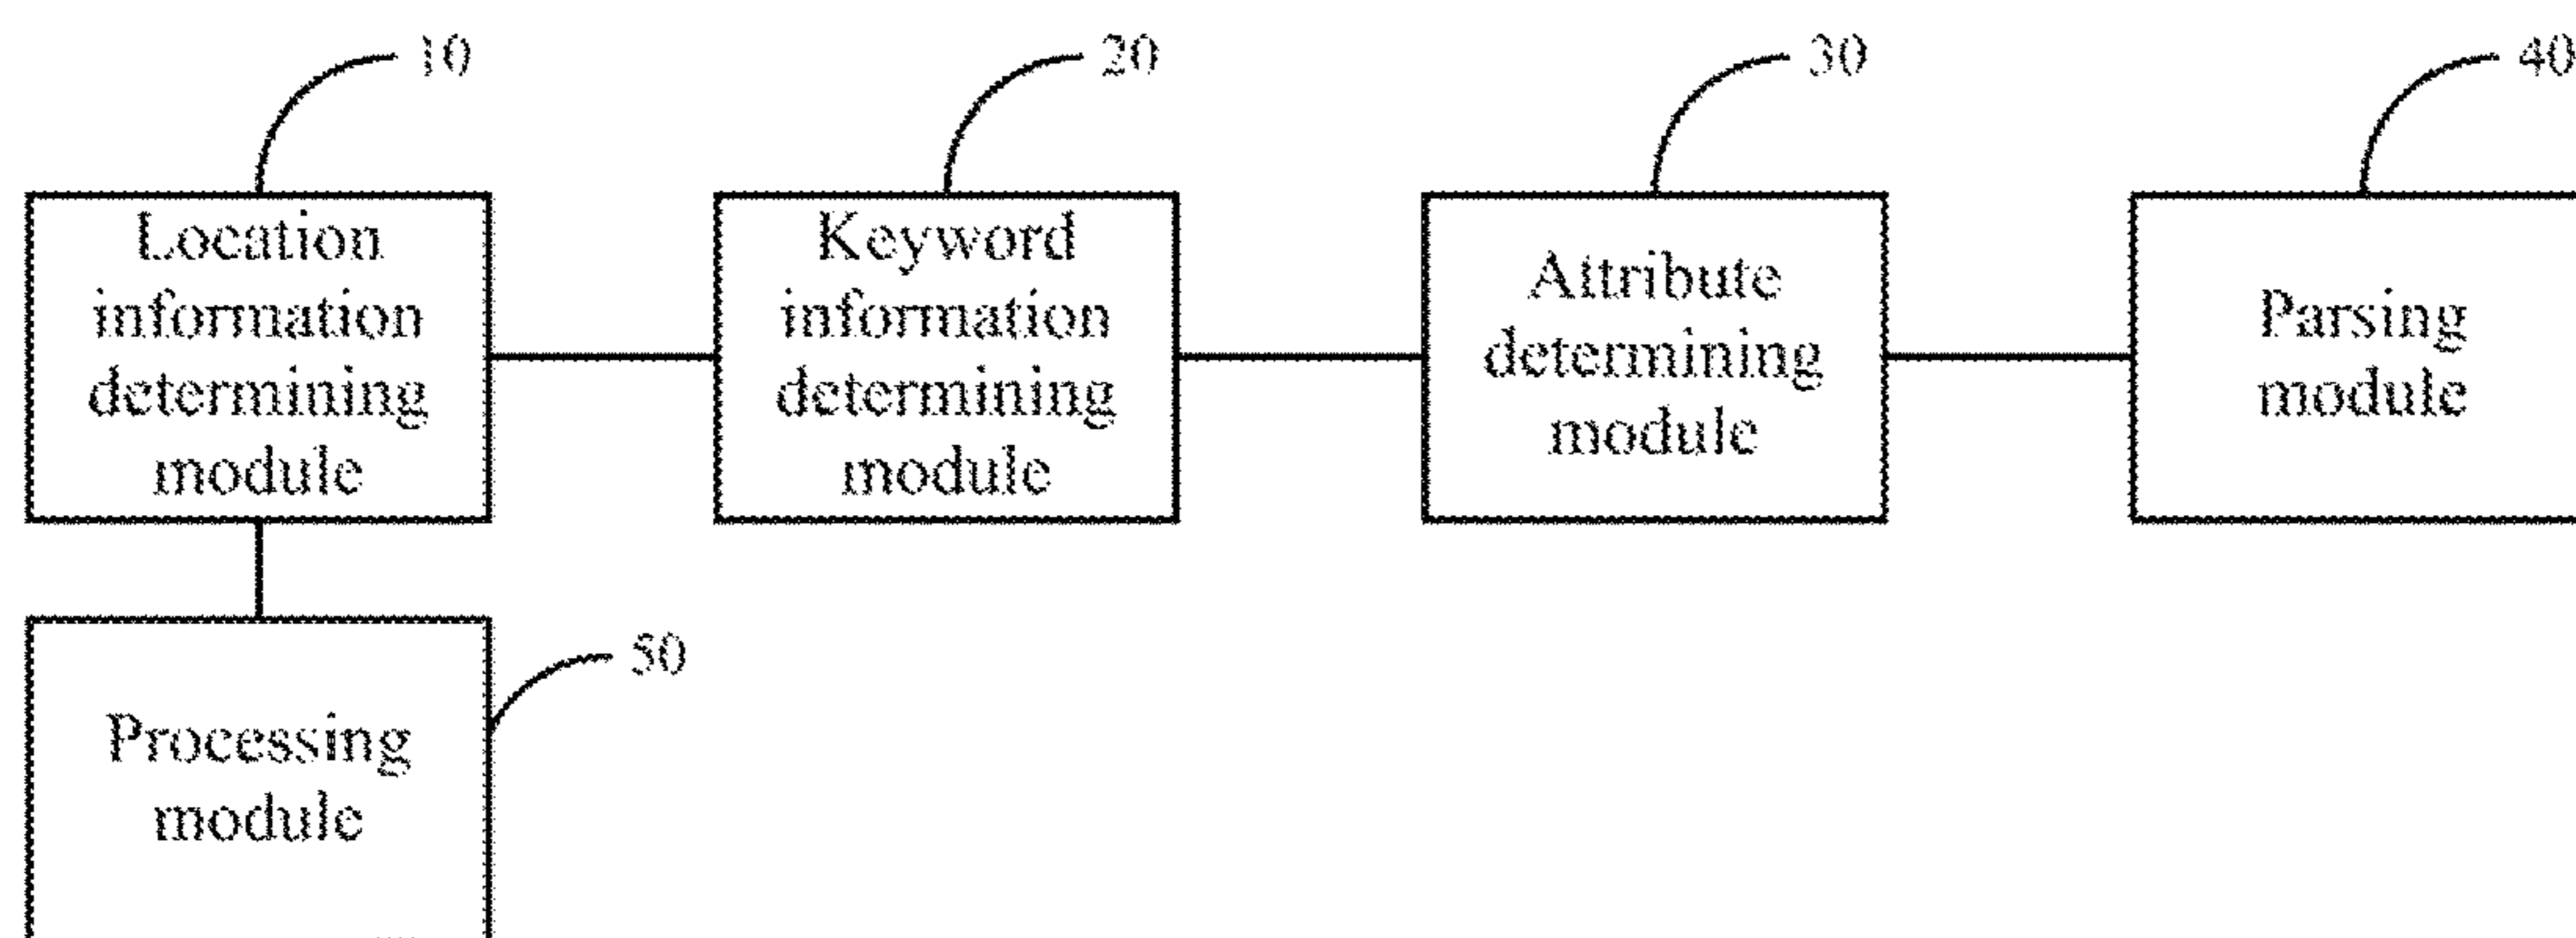 10
20
30
40
Location
information
determining
module
Keyword
information
determining
module
Attribute
determining
module
Parsing
module
50
Processing
module